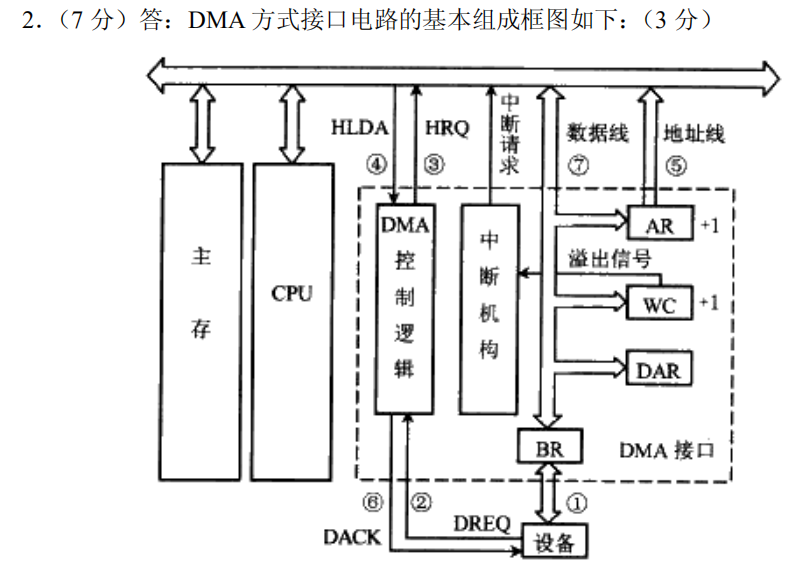 2.（7 分）答：DMA 方式接口电路的基本组成框图如下：（3 分）
HLDA
HRQ
中断请求
数据线
地址线
④
③
⑦
⑤
主存
CPU
DMA控制逻辑
中断机构
AR
+1
溢出信号
WC
+1
DAR
BR
DMA 接口
⑥
②
①
DACK
DREQ
设备